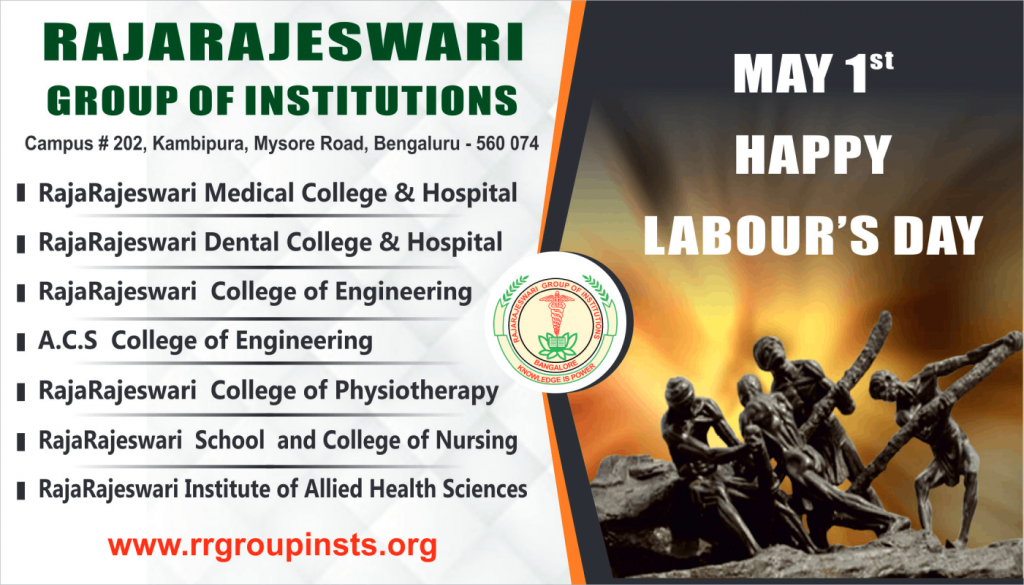 RAJARAJESWARI
GROUP OF INSTITUTIONS
Campus # 202, Kambipura, Mysore Road, Bengaluru - 560 074
RajaRajeswari Medical College & Hospital
RajaRajeswari Dental College & Hospital
RajaRajeswari College of Engineering
A.C.S College of Engineering
RajaRajeswari College of Physiotherapy
RajaRajeswari School and College of Nursing
RajaRajeswari Institute of Allied Health Sciences
www.rrgroupinsts.org
RAJARAJESWARI GROUP OF INSTITUTIONS
BANGALORE
KNOWLEDGE IS POWER
MAY 1st
HAPPY
LABOUR'S DAY